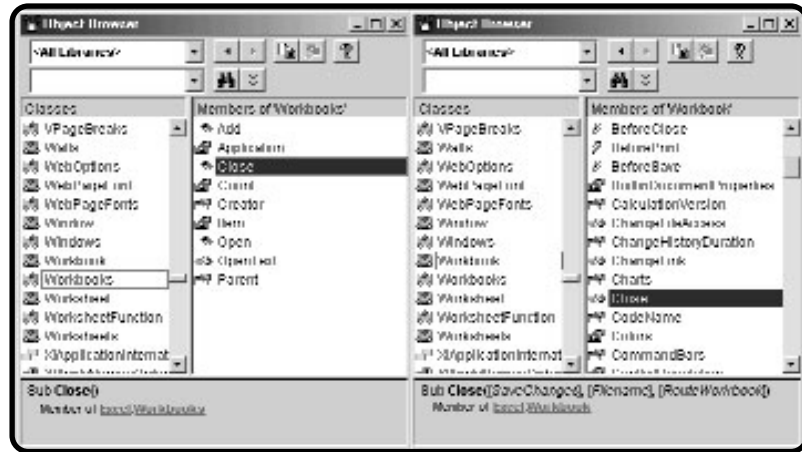 Object Browser
<All Libraries>
Classes
VPageBreaks
Walls
WebOptions
WebPageFont
WebPageFonts
Window
Windows
Workbook
Workbooks
Worksheet
WorksheetFunction
Worksheets
XlApplicationInternat
Members of 'Workbooks'
Add
Application
Close
Count
Creator
Item
Open
OpenText
Parent
Sub Close()
Member of Excel.Workbooks
Object Browser
<All Libraries>
Classes
VPageBreaks
Walls
WebOptions
WebPageFont
WebPageFonts
Window
Windows
Workbook
Workbooks
Worksheet
WorksheetFunction
Worksheets
XlApplicationInternat
Members of 'Workbook'
BeforeClose
BeforePrint
BeforeSave
BuiltinDocumentProperties
CalculationVersion
ChangeFileAccess
ChangeHistoryDuration
ChangeLink
Charts
Close
CodeName
Colors
CommandBars
Sub Close([SaveChanges], [Filename], [RouteWorkbook])
Member of Excel.Workbook